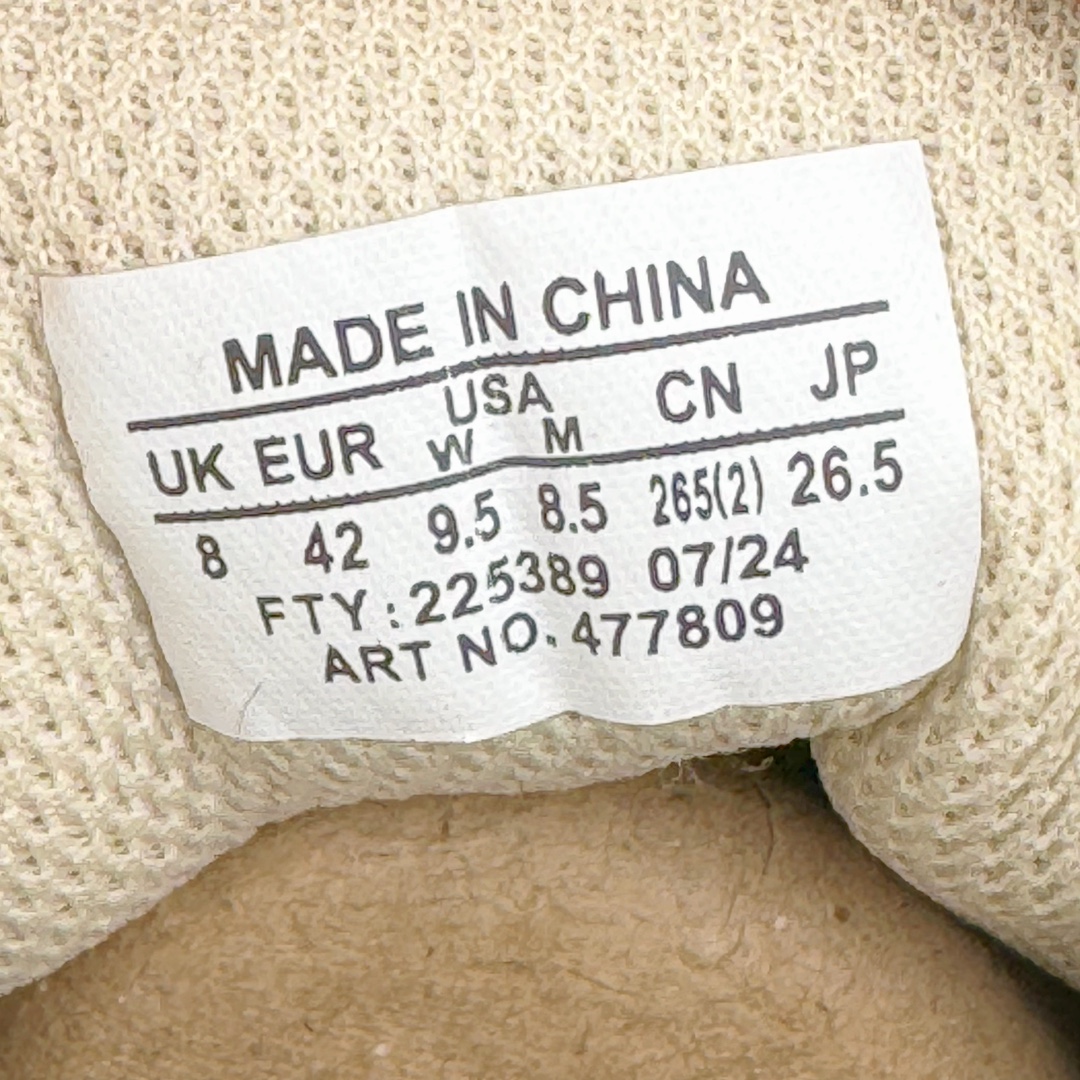 MADE IN CHINA
UK EUR USA CN JP
W M
8 42 9.5 8.5 265(2) 26.5
FTY:225389 07/24
ART NO.477809